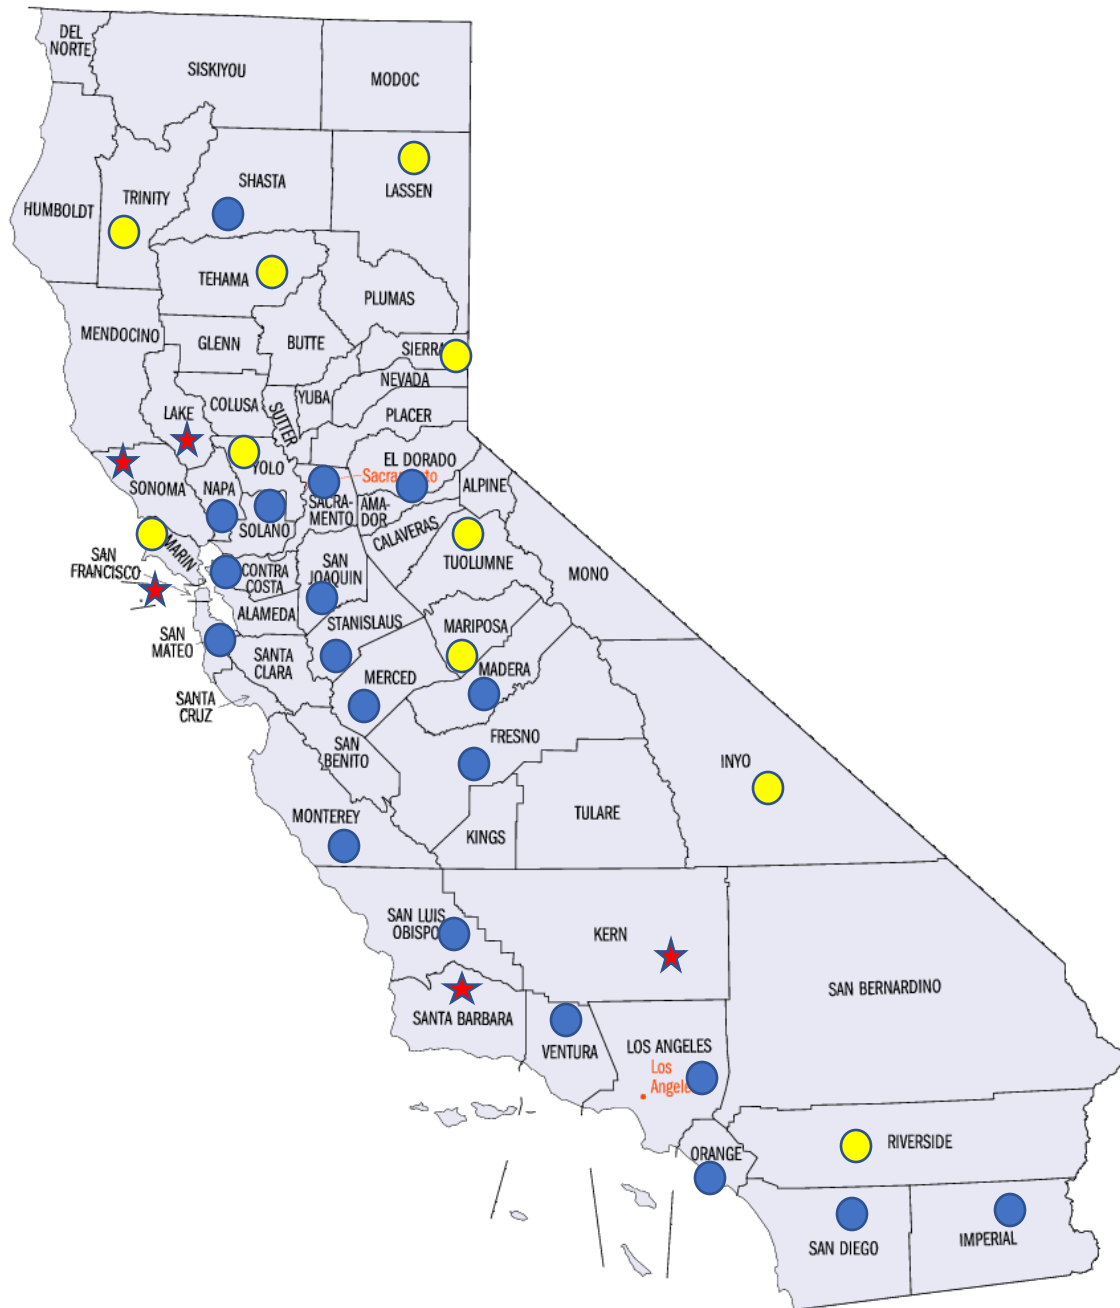 DEL
NORTE
SISKIYOU
MODOC
SHASTA
LASSEN
TRINITY
HUMBOLDT
TEHAMA
PLUMAS
MENDOCINO
GLENN
BUTTE
SIERRA
NEVADA
YUBA
COLUSA
SUTTER
PLACER
LAKE
EL DORADO
YOLO
Sacramento
SONOMA
NAPA
ALPINE
SACRA-
MENTO
AMA-
DOR
SOLANO
CALAVERAS
MARIN
SAN
FRANCISCO
CONTRA
COSTA
SAN
JOAQUIN
TUOLUMNE
MONO
ALAMEDA
STANISLAUS
MARIPOSA
SAN
MATEO
SANTA
CLARA
MERCED
MADERA
SANTA
CRUZ
FRESNO
SAN
BENITO
INYO
MONTEREY
KINGS
TULARE
SAN LUIS
OBISPO
KERN
SAN BERNARDINO
SANTA BARBARA
VENTURA
LOS ANGELES
Los
Angeles
ORANGE
RIVERSIDE
SAN DIEGO
IMPERIAL